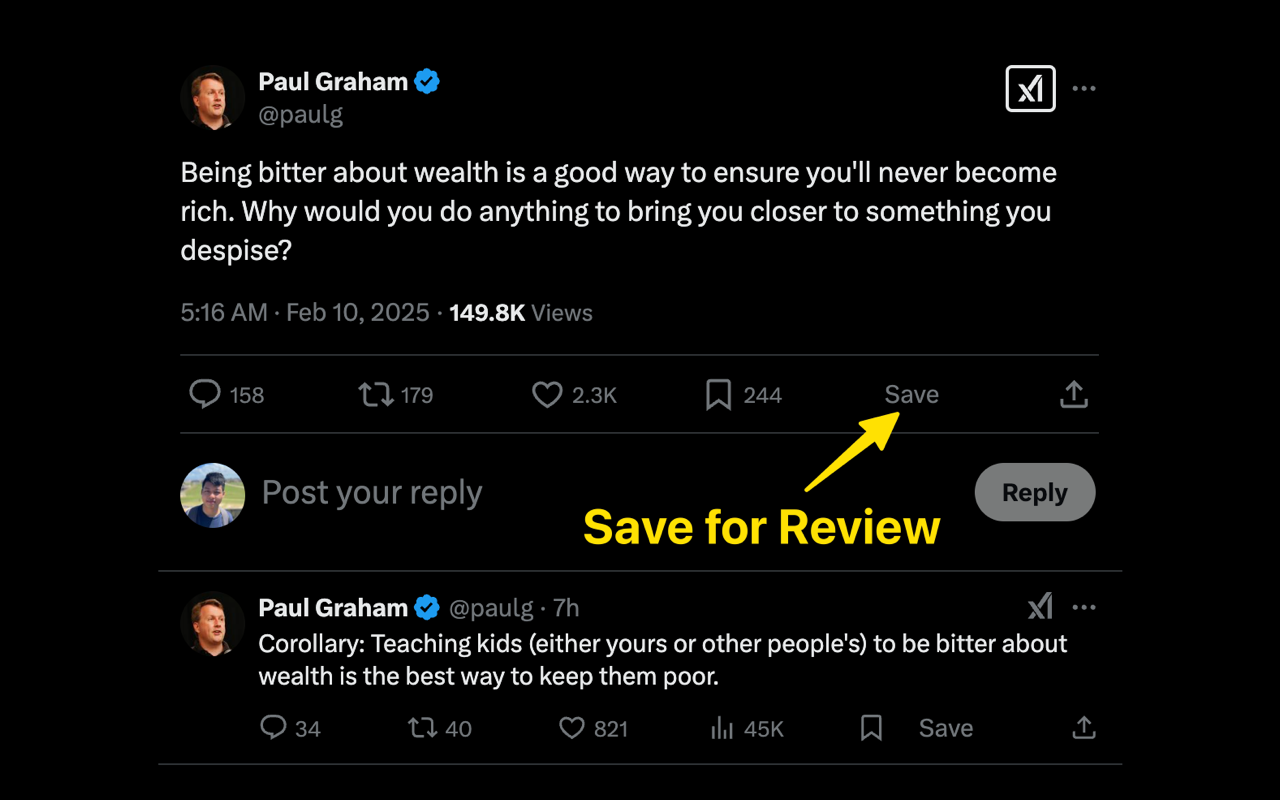 Paul Graham
@paulg
Being bitter about wealth is a good way to ensure you'll never become
rich. Why would you do anything to bring you closer to something you
despise?
5:16 AM · Feb 10, 2025 · 149.8K Views
158 179 2.3K 244 Save
Post your reply Reply
Save for Review
Paul Graham @paulg · 7h
Corollary: Teaching kids (either yours or other people's) to be bitter about
wealth is the best way to keep them poor.
34 40 821 45K Save